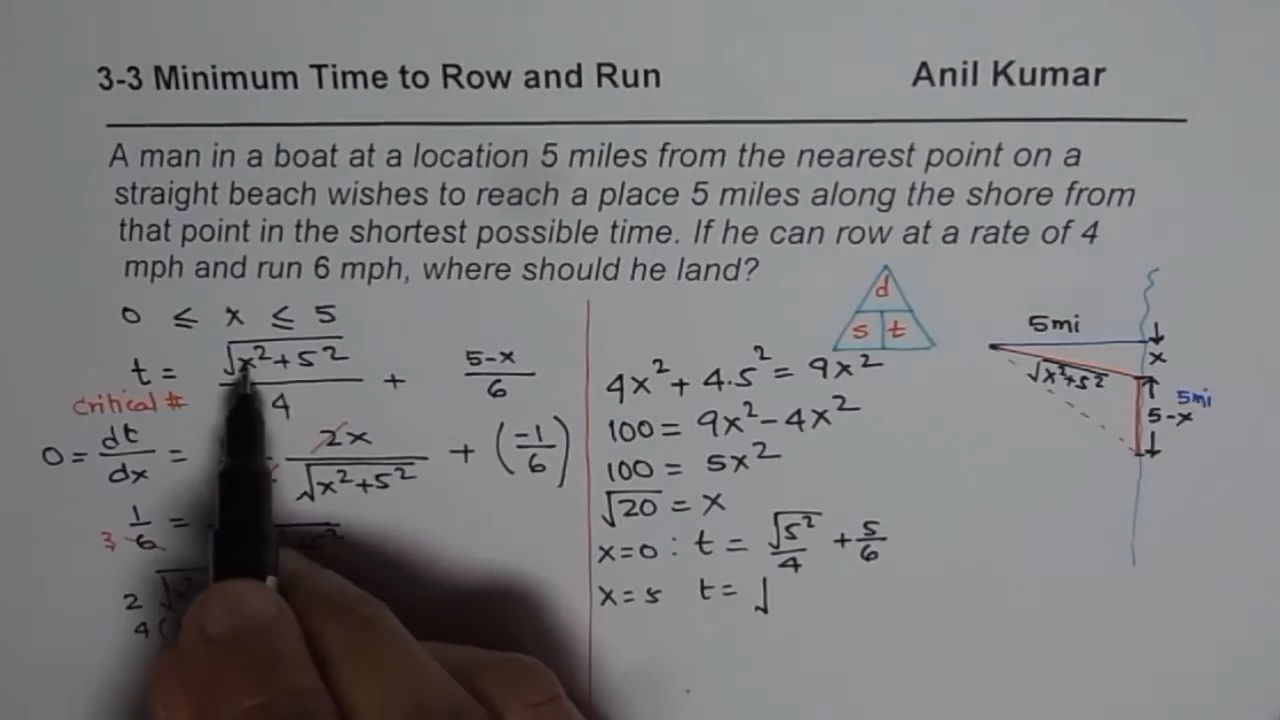 3-3 Minimum Time to Row and Run Anil Kumar
A man in a boat at a location 5 miles from the nearest point on a
straight beach wishes to reach a place 5 miles along the shore from
that point in the shortest possible time. If he can row at a rate of 4
mph and run 6 mph, where should he land?
0 ≤ x ≤ 5
t = √(x²+5²)/4 + (5-x)/6
critical #
0 = dt/dx = 2x/√(x²+5²) + (-1/6)
3 1/6 =
2 √
4 (
4x² + 4.5² = 9x²
100 = 9x² - 4x²
100 = 5x²
√20 = x
x=0 : t = √5²/4 + 5/6
x=5 t = √
d
s t
5mi
x
√x²+5²
5mi
5-x